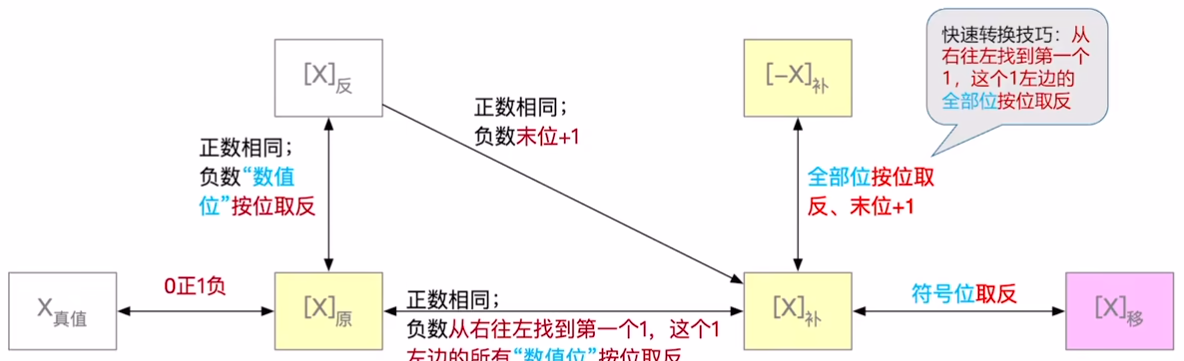 快速转换技巧：从
右往左找到第一个
1，这个1左边的
全部位按位取反
[X]反
[-X]补
正数相同；
负数末位+1
正数相同；
负数“数值
位”按位取反
全部位按位取
反、末位+1
0正1负
X真值
[X]原
正数相同；
负数从右往左找到第一个1，这个1
左边的所有“数值位”按位取反
[X]补
符号位取反
[X]移